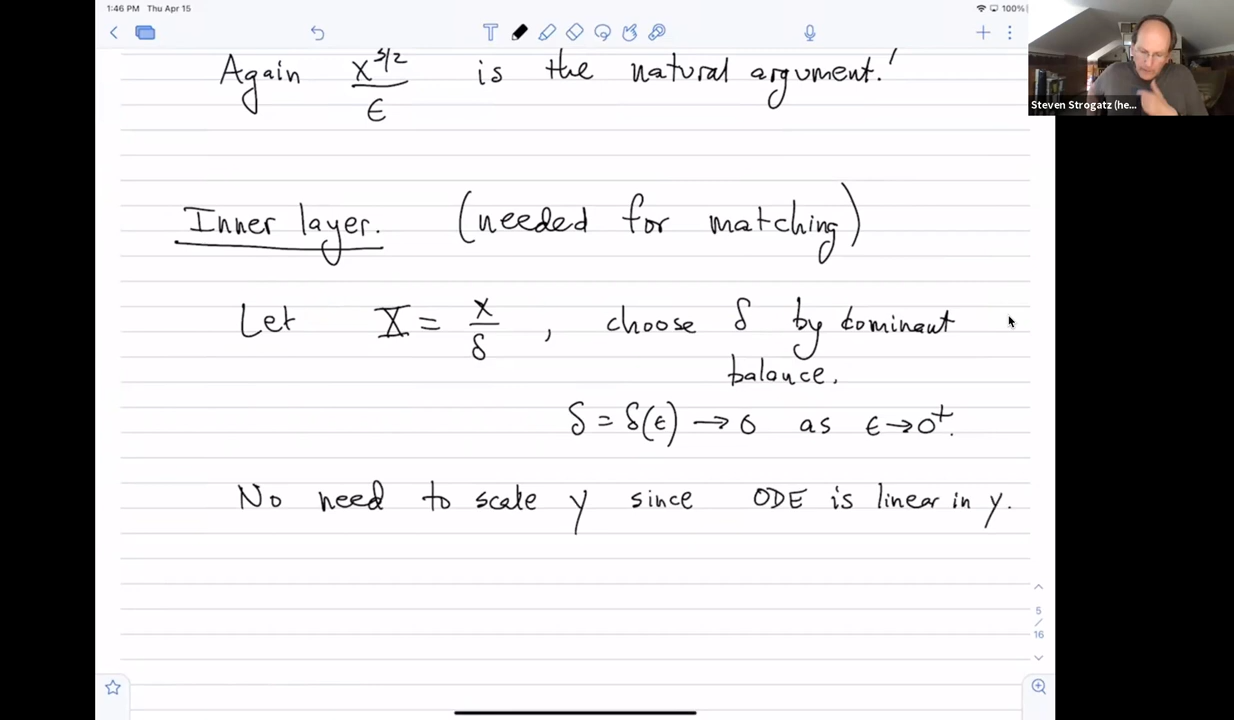 1:46 PM Thu Apr 15
100%
Again x^{3/2}/ϵ is the natural argument.'
Steven Strogatz (he...
Inner layer. (needed for matching)
Let X = x/δ , choose δ by dominant
balance.
δ = δ(ϵ) → 0 as ϵ → 0⁺.
No need to scale y since ODE is linear in y.
5
/
16